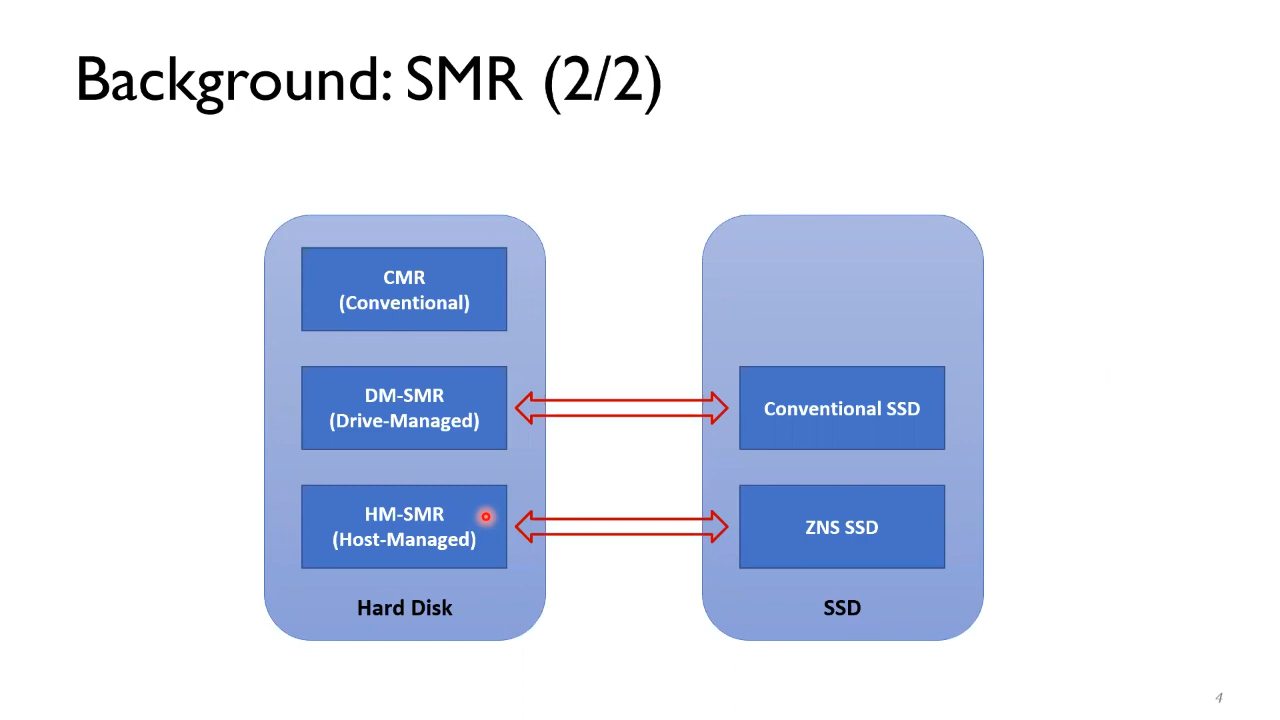 Background: SMR (2/2)
CMR
(Conventional)
DM-SMR
(Drive-Managed)
HM-SMR
(Host-Managed)
Hard Disk
Conventional SSD
ZNS SSD
SSD
4